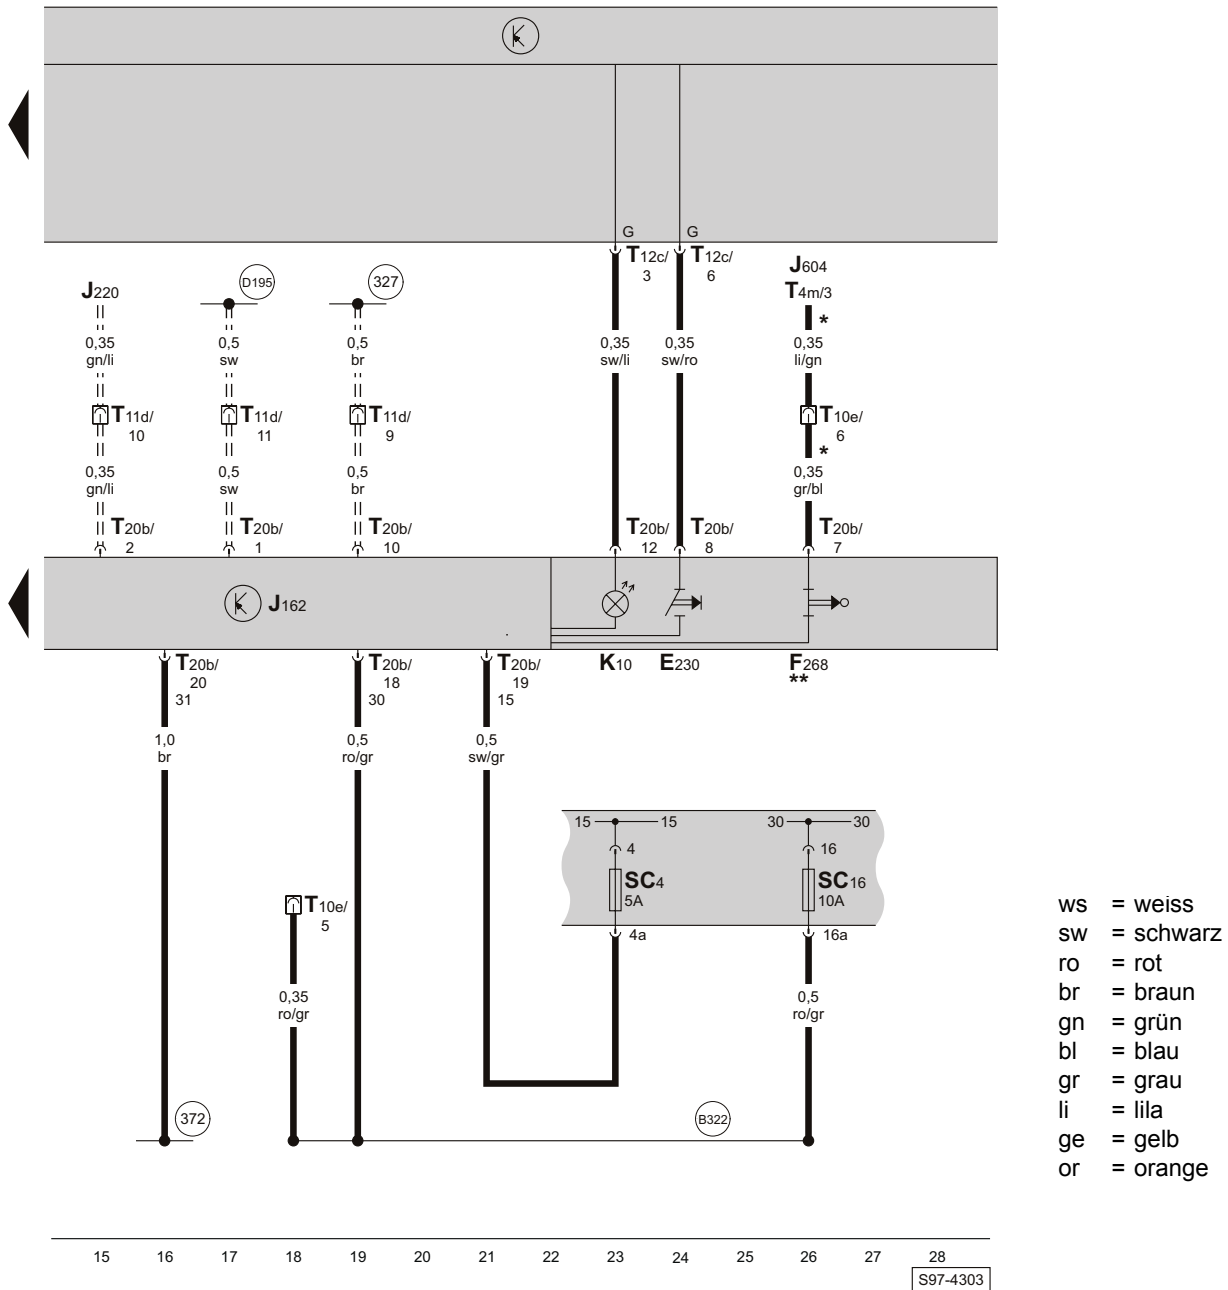 G G
T12c/ T12c/
3 6
J604
T4m/3
*
J220
D195
327
0,35 0,5 0,5 0,35 0,35 0,35
gn/li sw br sw/li sw/ro li/gn
T11d/ T11d/ T11d/ T10e/
10 11 9 6
*
0,35 0,5 0,5 0,35
gn/li sw br gr/bl
T20b/ T20b/ T20b/ T20b/ T20b/ T20b/
2 1 10 12 8 7
J162
T20b/ T20b/ T20b/ K10 E230 F268
20 18 19 **
31 30 15
1,0 0,5 0,5
br ro/gr sw/gr
15 15 30 30
4 16
SC4 SC16
5A 10A
4a 16a
T10e/
5
0,35 0,5
ro/gr ro/gr
372 B322
ws = weiss
sw = schwarz
ro = rot
br = braun
gn = grün
bl = blau
gr = grau
li = lila
ge = gelb
or = orange
15 16 17 18 19 20 21 22 23 24 25 26 27 28
S97-4303